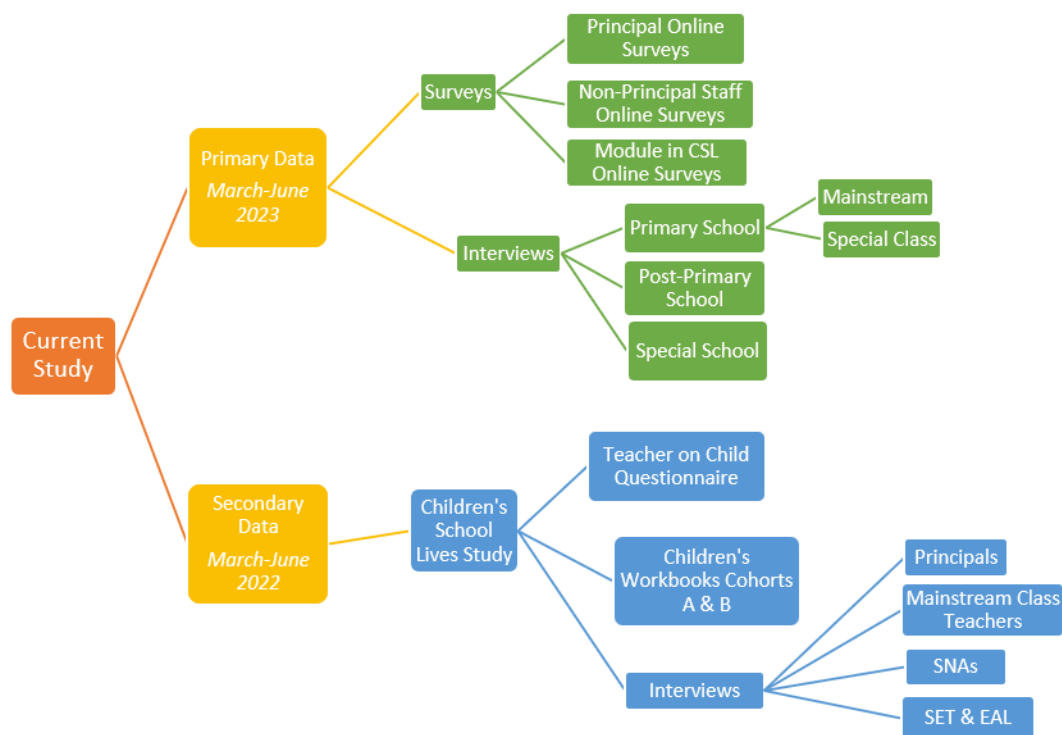 Current
Study
Primary Data
March-June
2023
Surveys
Principal Online
Surveys
Non-Principal Staff
Online Surveys
Module in CSL
Online Surveys
Interviews
Primary School
Mainstream
Special Class
Post-Primary
School
Special School
Secondary
Data
March-June
2022
Children's
School
Lives Study
Teacher on Child
Questionnaire
Children's
Workbooks Cohorts
A & B
Interviews
Principals
Mainstream Class
Teachers
SNAs
SET & EAL